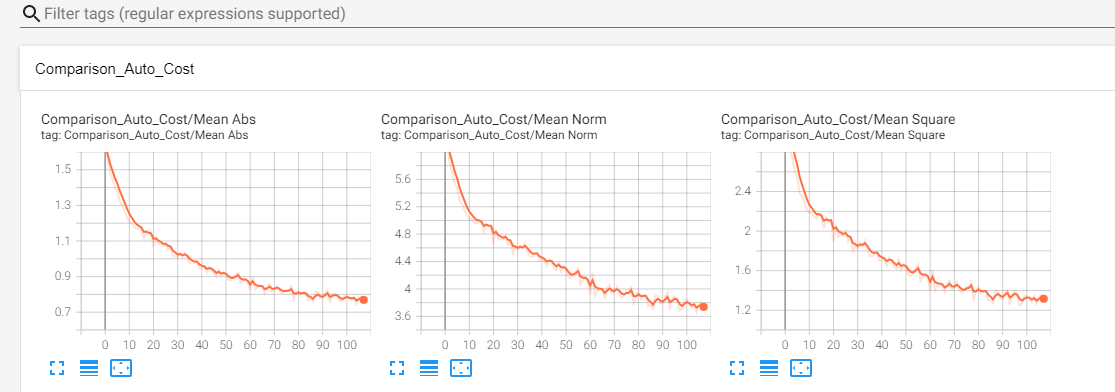 Filter tags (regular expressions supported)
Comparison_Auto_Cost
Comparison_Auto_Cost/Mean Abs
tag: Comparison_Auto_Cost/Mean Abs
1.5
1.3
1.1
0.9
0.7
0 10 20 30 40 50 60 70 80 90 100
Comparison_Auto_Cost/Mean Norm
tag: Comparison_Auto_Cost/Mean Norm
5.6
5.2
4.8
4.4
4
3.6
0 10 20 30 40 50 60 70 80 90 100
Comparison_Auto_Cost/Mean Square
tag: Comparison_Auto_Cost/Mean Square
2.4
2
1.6
1.2
0 10 20 30 40 50 60 70 80 90 100